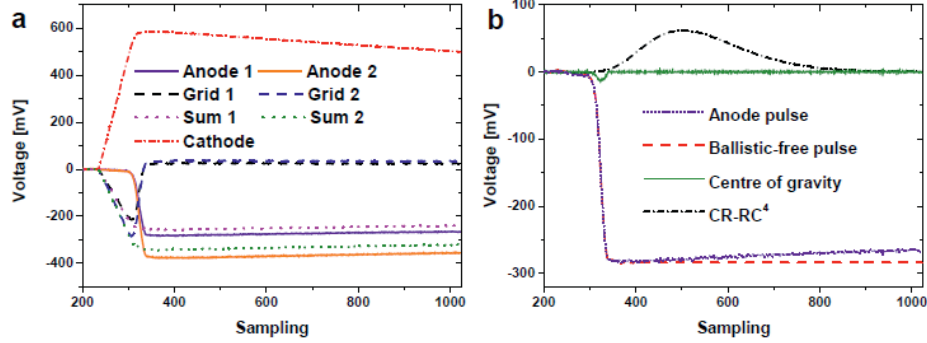 a
Voltage [mV]
600
400
200
0
-200
-400
Anode 1
Anode 2
Grid 1
Grid 2
Sum 1
Sum 2
Cathode
200
400
600
800
1000
Sampling
b
Voltage [mV]
0
-100
-200
-300
Anode pulse
Ballistic-free pulse
Centre of gravity
CR-RC⁴
200
400
600
800
1000
Sampling